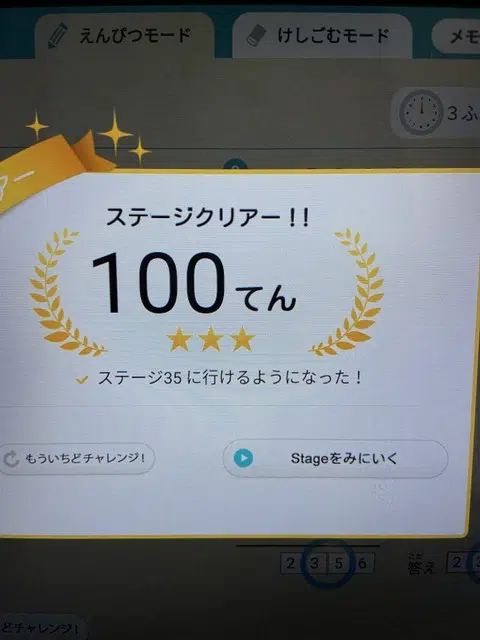 えんぴつモード
けしごむモード
メモ
3ふ
アー
ステージクリアー!!
100てん
ステージ35に行けるようになった!
もういちどチャレンジ!
Stageをみにいく
2 3 5 6
こた
答え
2
どチャレンジ!